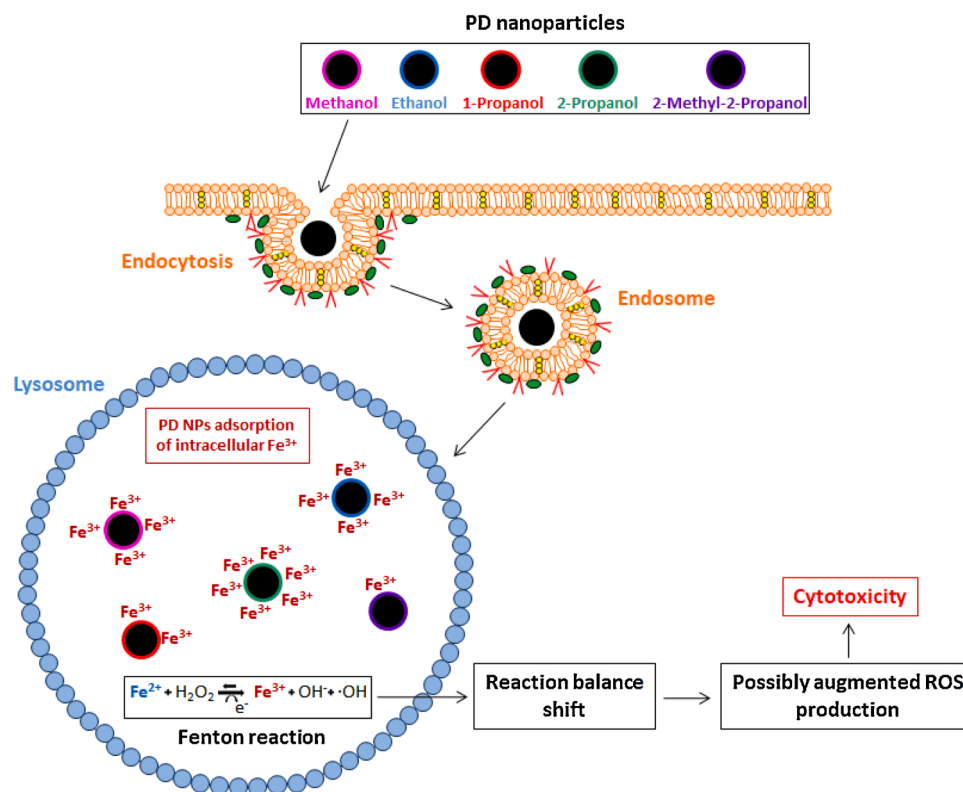 PD nanoparticles
Methanol Ethanol 1-Propanol 2-Propanol 2-Methyl-2-Propanol
Endocytosis
Endosome
Lysosome
PD NPs adsorption
of intracellular Fe³⁺
Fe³⁺
Fe³⁺ Fe³⁺
Fe³⁺
Fe³⁺
Fe³⁺ Fe³⁺
Fe³⁺
Fe³⁺ Fe³⁺
Fe³⁺
Fe³⁺ Fe³⁺
Fe³⁺
Fe³⁺
Fe³⁺
Fe³⁺
Fe²⁺ + H₂O₂ ⇌ Fe³⁺ + OH⁻ + ·OH
e⁻
Fenton reaction
Reaction balance
shift
Possibly augmented ROS
production
Cytotoxicity